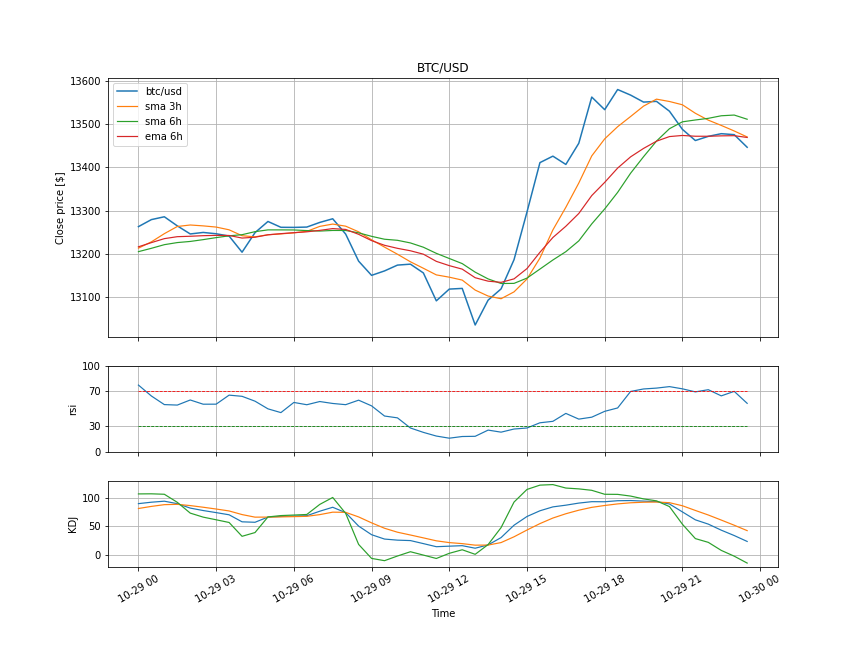 BTC/USD
btc/usd
sma 3h
sma 6h
ema 6h
Close price [$]
13600
13500
13400
13300
13200
13100
rsi
100
70
30
0
KDJ
100
50
0
10-29 00
10-29 03
10-29 06
10-29 09
10-29 12
10-29 15
10-29 18
10-29 21
10-30 00
Time